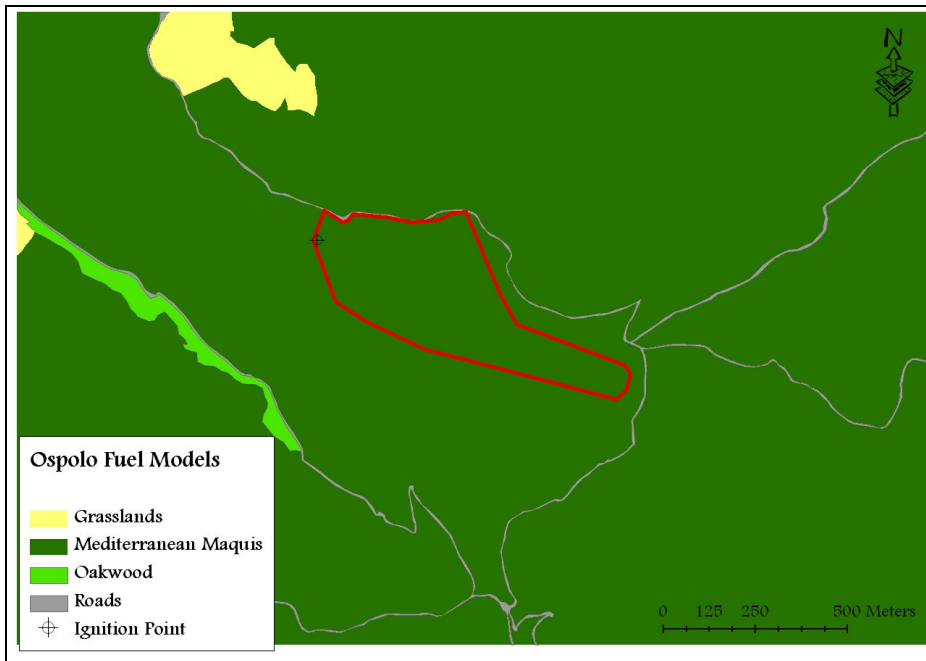 N
Ospolo Fuel Models
Grasslands
Mediterranean Maquis
Oakwood
Roads
Ignition Point
0 125 250 500 Meters